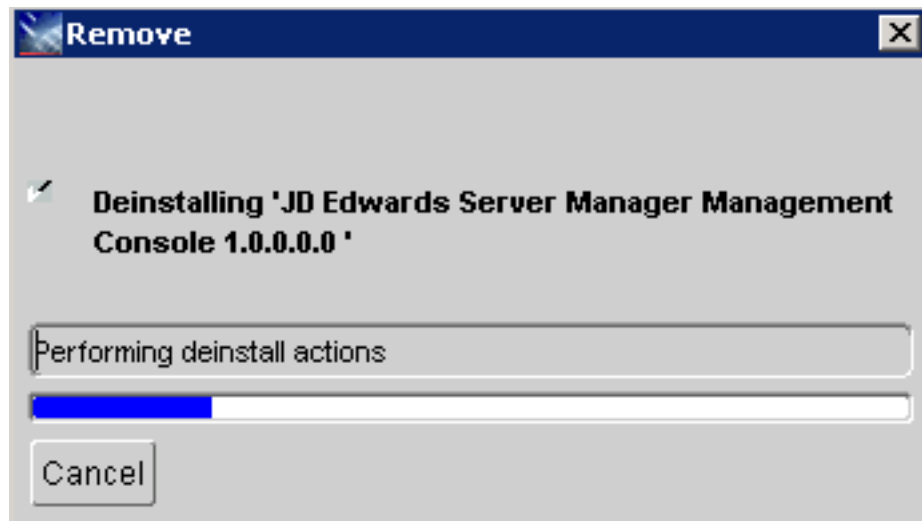 Remove
Deinstalling 'JD Edwards Server Manager Management
Console 1.0.0.0.0 '
Performing deinstall actions
Cancel